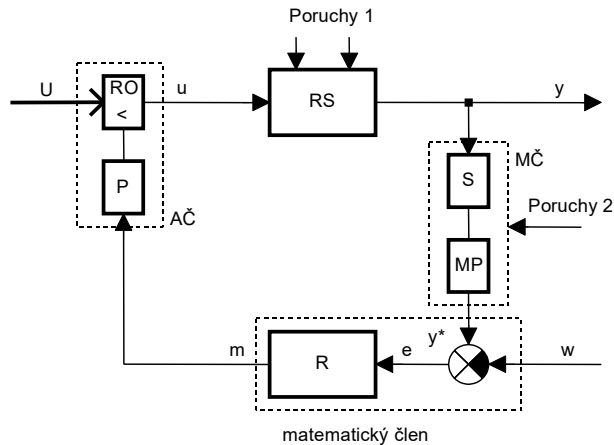 Poruchy 1
U
RO
<
u
RS
y
P
AČ
S
MČ
Poruchy 2
MP
y*
m
R
e
w
matematický člen